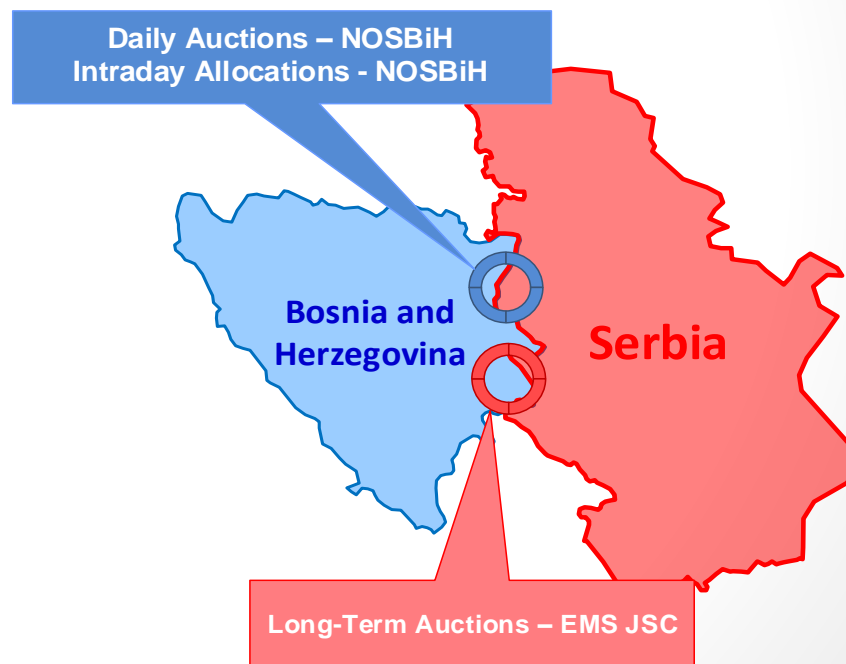 Daily Auctions – NOSBiH
Intraday Allocations - NOSBiH
Bosnia and
Herzegovina
Serbia
Long-Term Auctions – EMS JSC